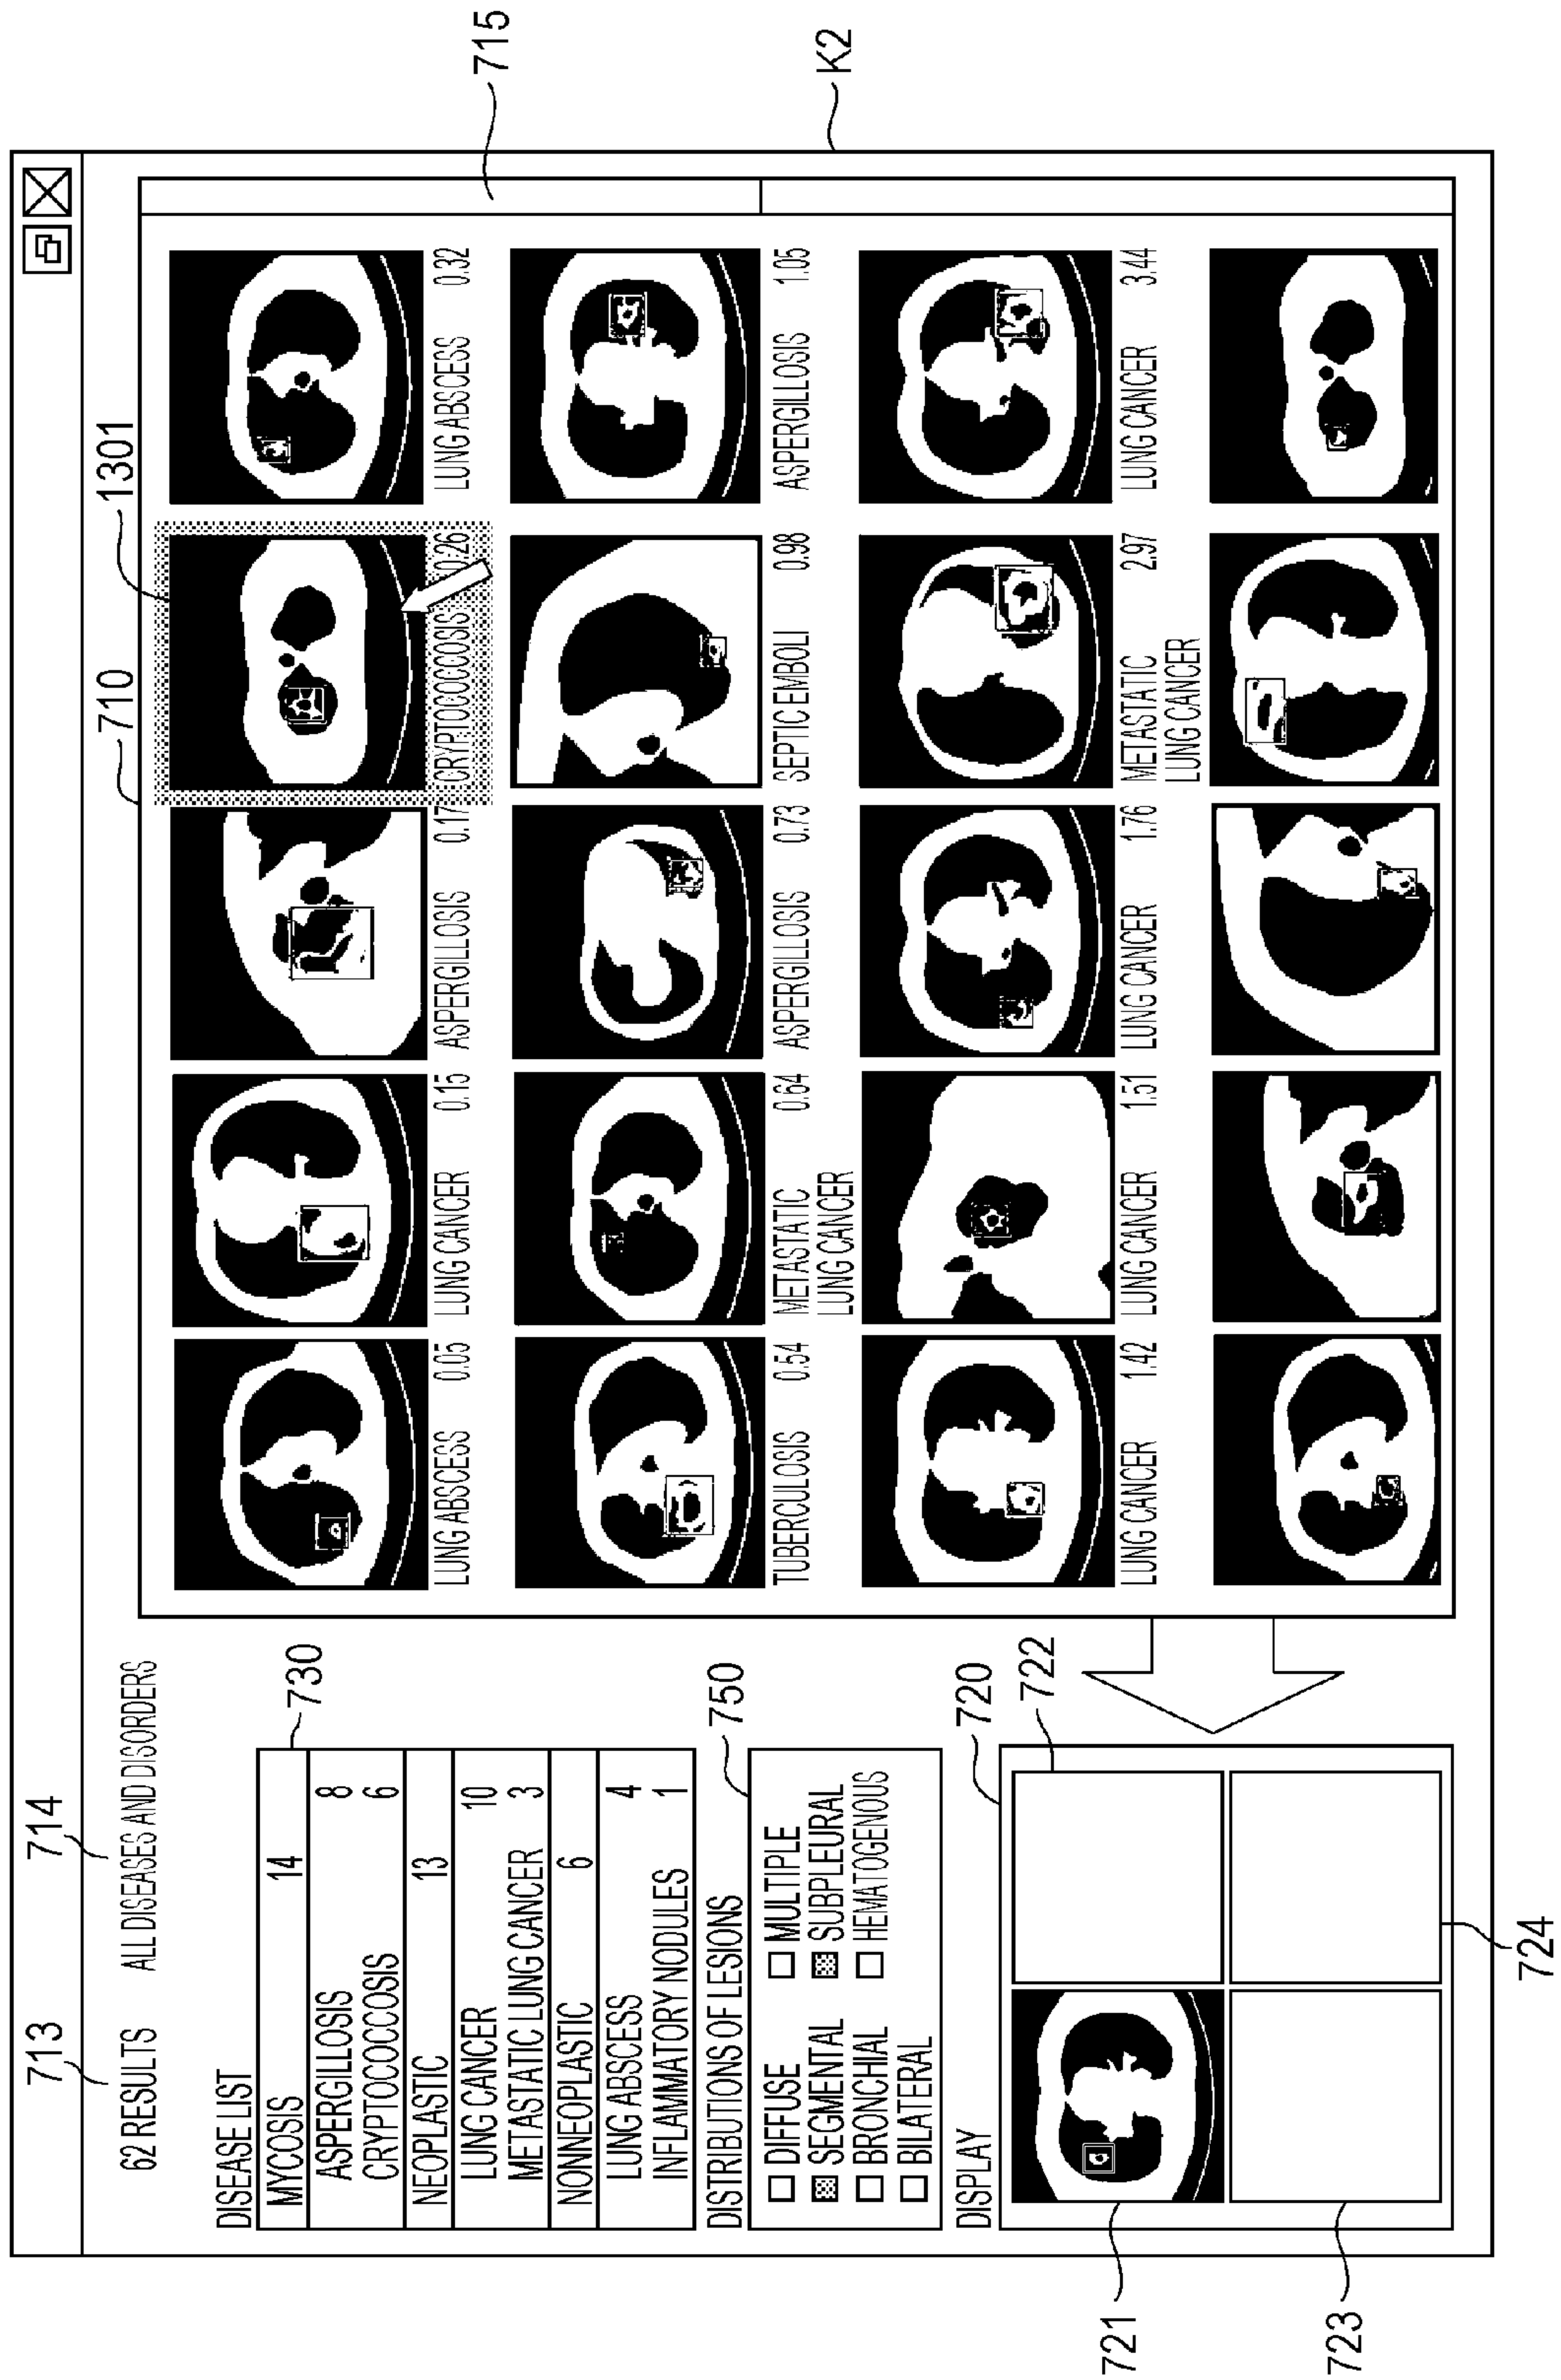 713
714
62 RESULTS ALL DISEASES AND DISORDERS
DISEASE LIST
730
MYCOSIS 14
ASPERGILLOSIS 8
CRYPTOCOCCOSIS 6
NEOPLASTIC 13
LUNG CANCER 10
METASTATIC LUNG CANCER 3
NONNEOPLASTIC 6
LUNG ABSCESS 4
INFLAMMATORY NODULES 1
DISTRIBUTIONS OF LESIONS
750
DIFFUSE MULTIPLE
SEGMENTAL SUBPLEURAL
BRONCHIAL HEMATOGENOUS
BILATERAL
DISPLAY
720
722
721
723
724
710
1301
LUNG ABSCESS 0.05
LUNG CANCER 0.15
ASPERGILLOSIS 0.17
CRYPTOCOCCOSIS 0.26
LUNG ABSCESS 0.32
TUBERCULOSIS 0.54
METASTATIC 0.64
LUNG CANCER
ASPERGILLOSIS 0.73
SEPTIC EMBOLI 0.98
ASPERGILLOSIS 1.05
LUNG CANCER 1.42
LUNG CANCER 1.51
LUNG CANCER 1.76
METASTATIC 2.97
LUNG CANCER
LUNG CANCER 3.44
715
K2